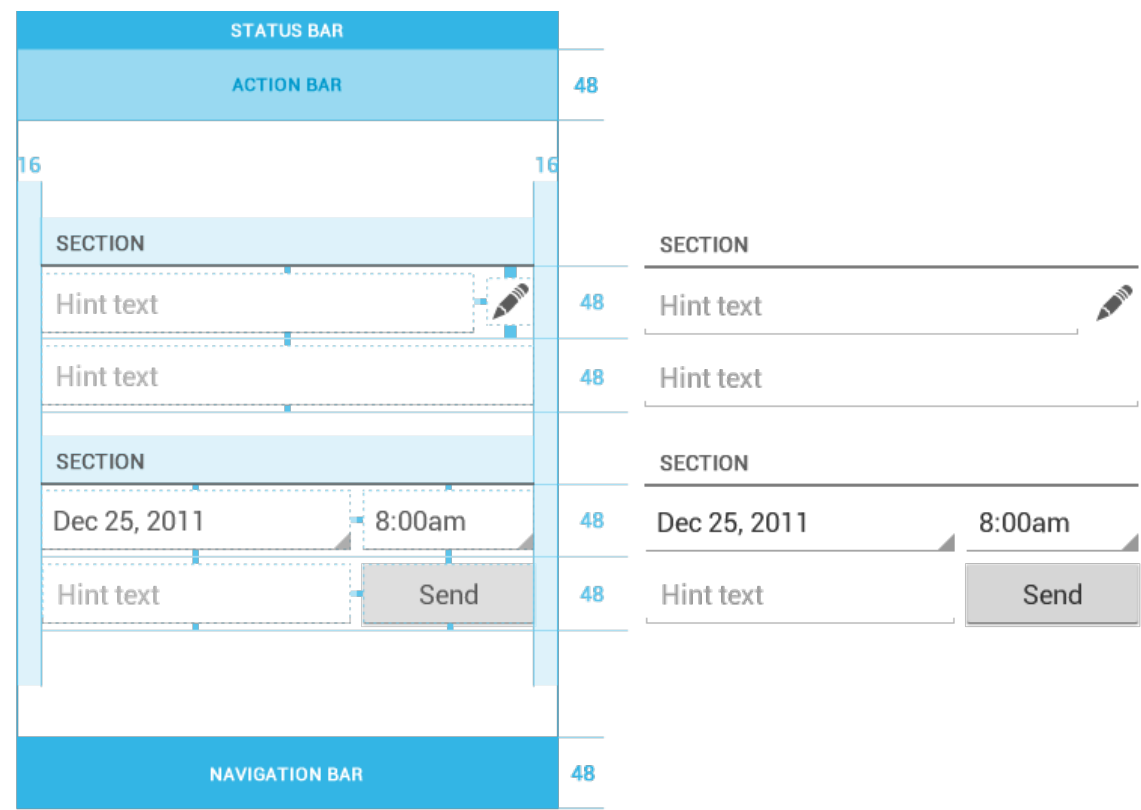 STATUS BAR
ACTION BAR
48
16
16
SECTION
Hint text
48
Hint text
48
SECTION
Dec 25, 2011
8:00am
48
Hint text
Send
48
NAVIGATION BAR
48
SECTION
Hint text
Hint text
SECTION
Dec 25, 2011
8:00am
Hint text
Send